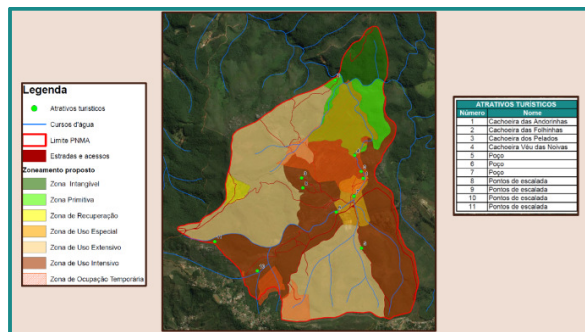 Legenda
Atrativos turísticos
Cursos d'água
Limite PNMA
Estradas e acessos
Zoneamento proposto
Zona Intangível
Zona Primitiva
Zona de Recuperação
Zona de Uso Especial
Zona de Uso Extensivo
Zona de Uso Intensivo
Zona de Ocupação Temporária
ATRATIVOS TURÍSTICOS
Número Nome
1 Cachoeira das Andorinhas
2 Cachoeira das Folhinhas
3 Cachoeira dos Pelados
4 Cachoeira Véu das Noivas
5 Poço
6 Poço
7 Poço
8 Pontos de escalada
9 Pontos de escalada
10 Pontos de escalada
11 Pontos de escalada